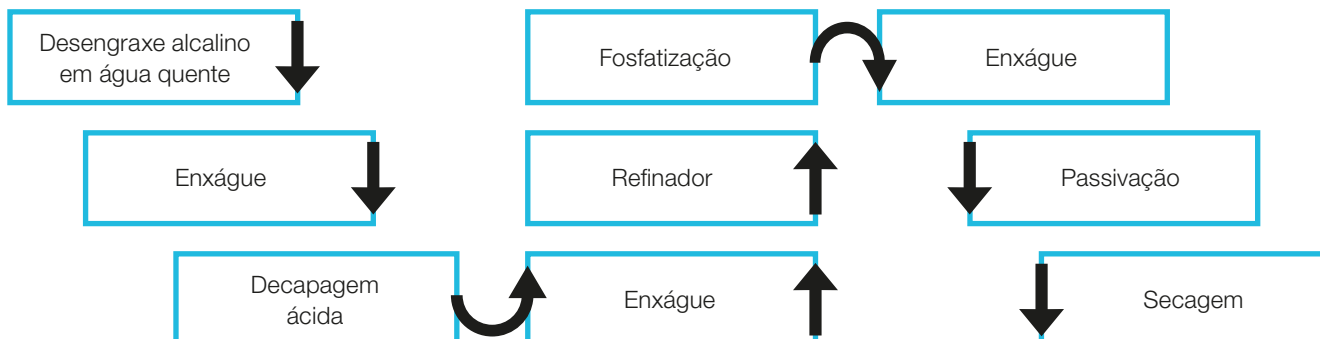 Desengraxe alcalino
em água quente
Enxágue
Decapagem
ácida
Enxágue
Refinador
Fosfatização
Enxágue
Passivação
Secagem